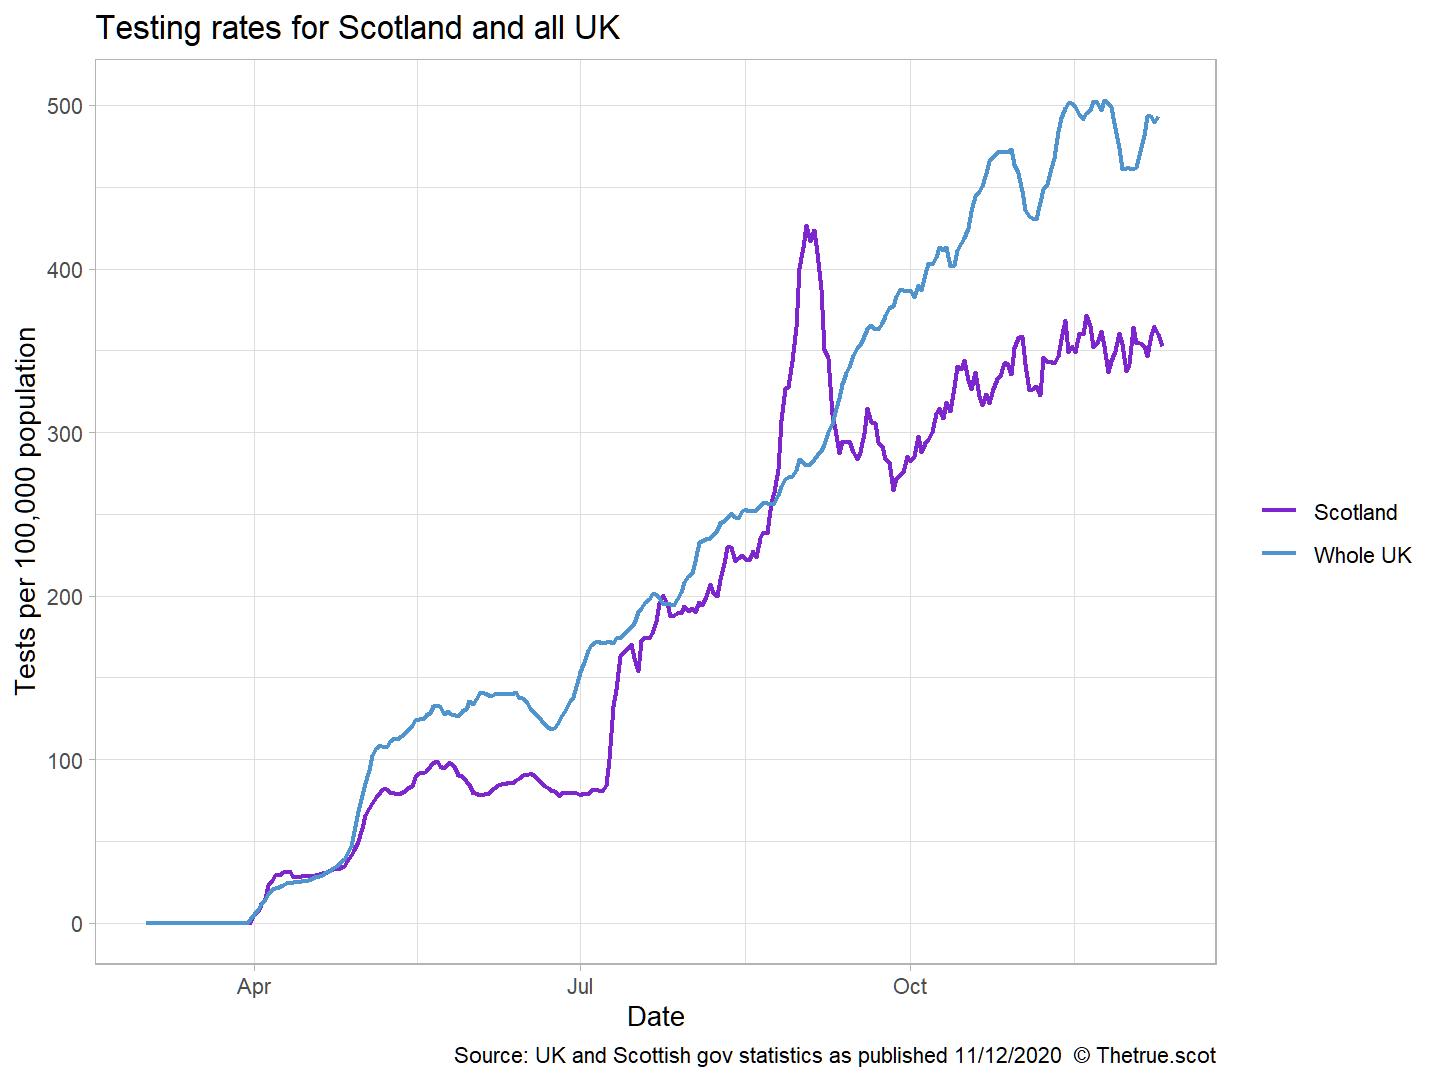 Testing rates for Scotland and all UK
500
400
300
200
100
0
Tests per 100,000 population
Apr
Jul
Oct
Date
Scotland
Whole UK
Source: UK and Scottish gov statistics as published 11/12/2020 © Thetrue.scot